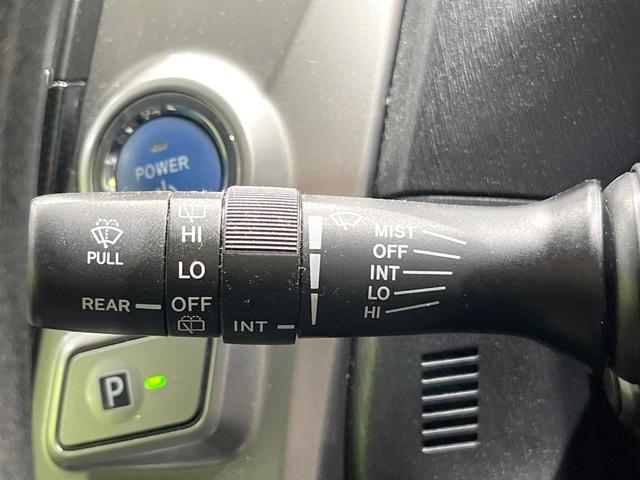 POWER
PULL
REAR
HI
LO
OFF
INT
MIST
OFF
INT
LO
HI
P